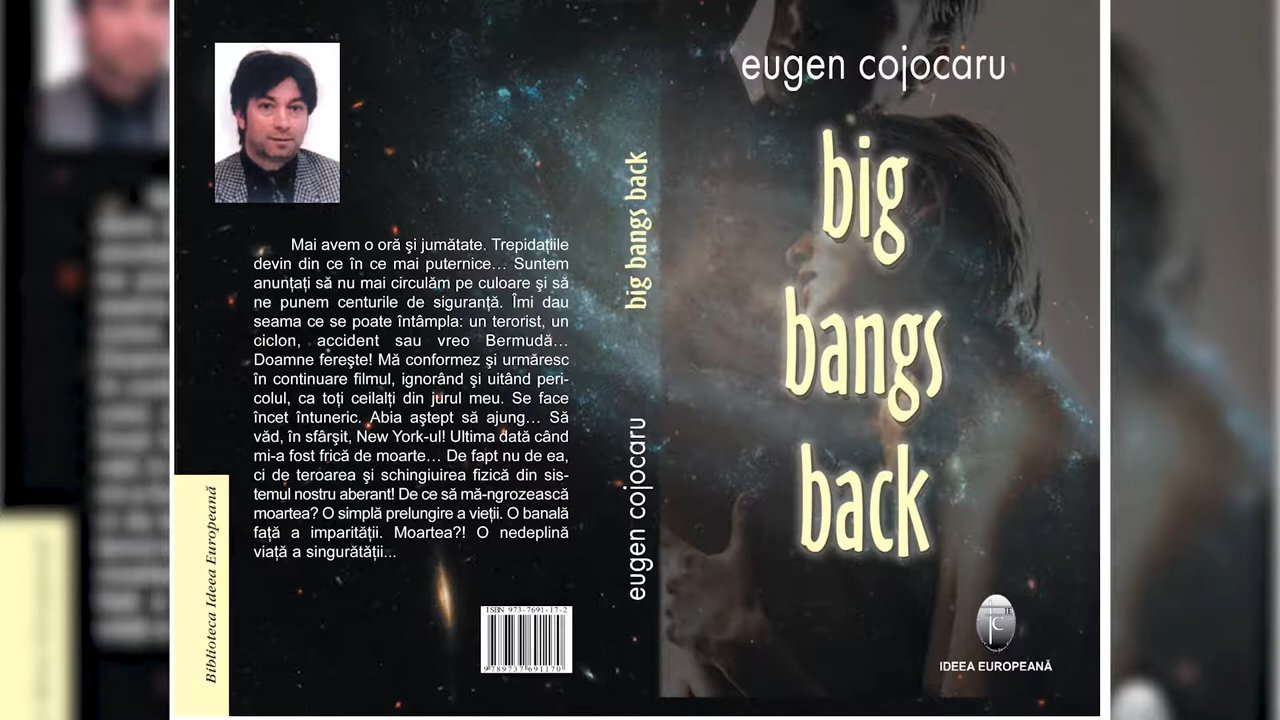 Mai avem o oră şi jumătate. Trepidaţiile
devin din ce în ce mai puternice… Suntem
anunţaţi să nu mai circulăm pe culoare şi să
ne punem centurile de siguranţă. Îmi dau
seama ce se poate întâmpla: un terorist, un
ciclon, accident sau vreo Bermudă…
Doamne fereşte! Mă conformez şi urmăresc
în continuare filmul, ignorând şi uitând peri-
colul, ca toţi ceilalţi din jurul meu. Se face
încet întuneric. Abia aştept să ajung… Să
văd, în sfârşit, New York-ul! Ultima dată când
mi-a fost frică de moarte… De fapt nu de ea,
ci de teroarea şi schingiuirea fizică din sis-
temul nostru aberant! De ce să mă-ngrozească
moartea? O simplă prelungire a vieţii. O banală
faţă a imparităţii. Moartea?! O nedeplină
viaţă a singurătăţii...
Biblioteca Ideea Europeană
ISBN 973-7691-17-2
9789737691170
big bangs back
eugen cojocaru
eugen cojocaru
big
bangs
back
IDEEA EUROPEANĂ